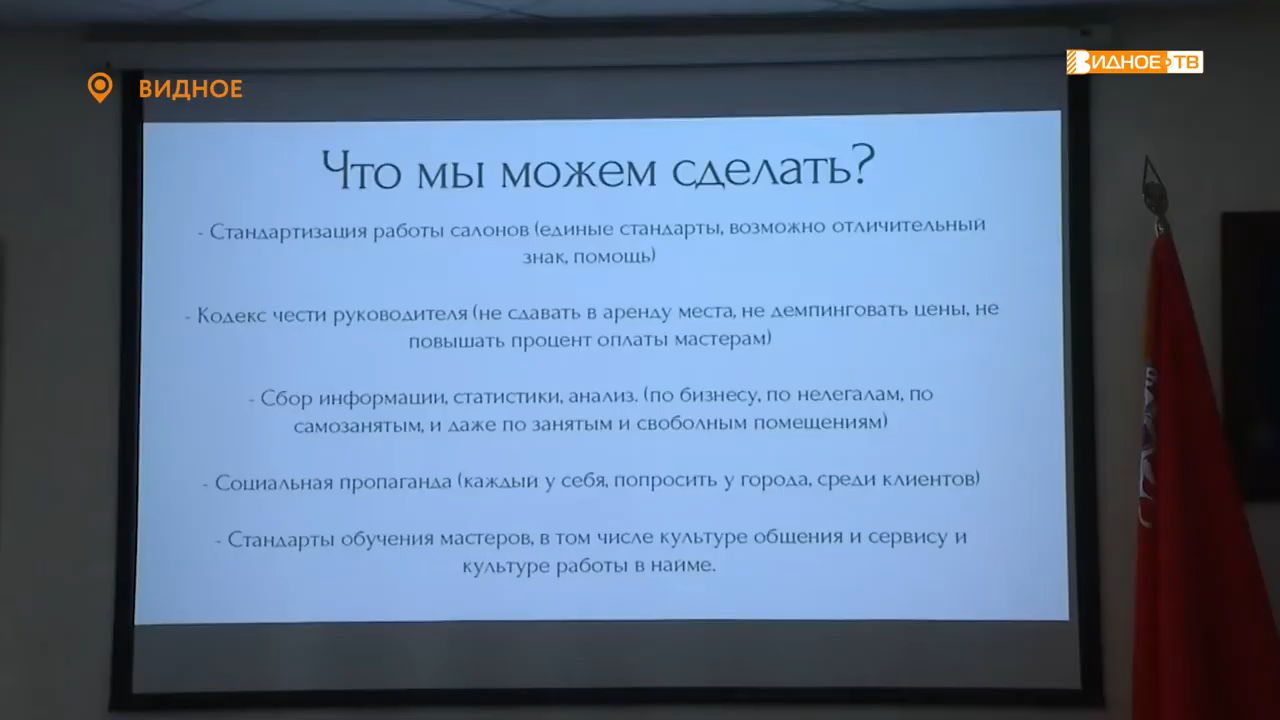 ВИДНОЕ
ВИДНОЕ ТВ
Что мы можем сделать?
- Стандартизация работы салонов (единые стандарты, возможно отличительный
знак, помощь)
- Кодекс чести руководителя (не сдавать в аренду места, не демпинговать цены, не
повышать процент оплаты мастерам)
- Сбор информации, статистики, анализ. (по бизнесу, по нелегалам, по
самозанятым, и даже по занятым и свободным помещениям)
- Социальная пропаганда (каждый у себя, попросить у города, среди клиентов)
- Стандарты обучения мастеров, в том числе культуре общения и сервису и
культуре работы в найме.